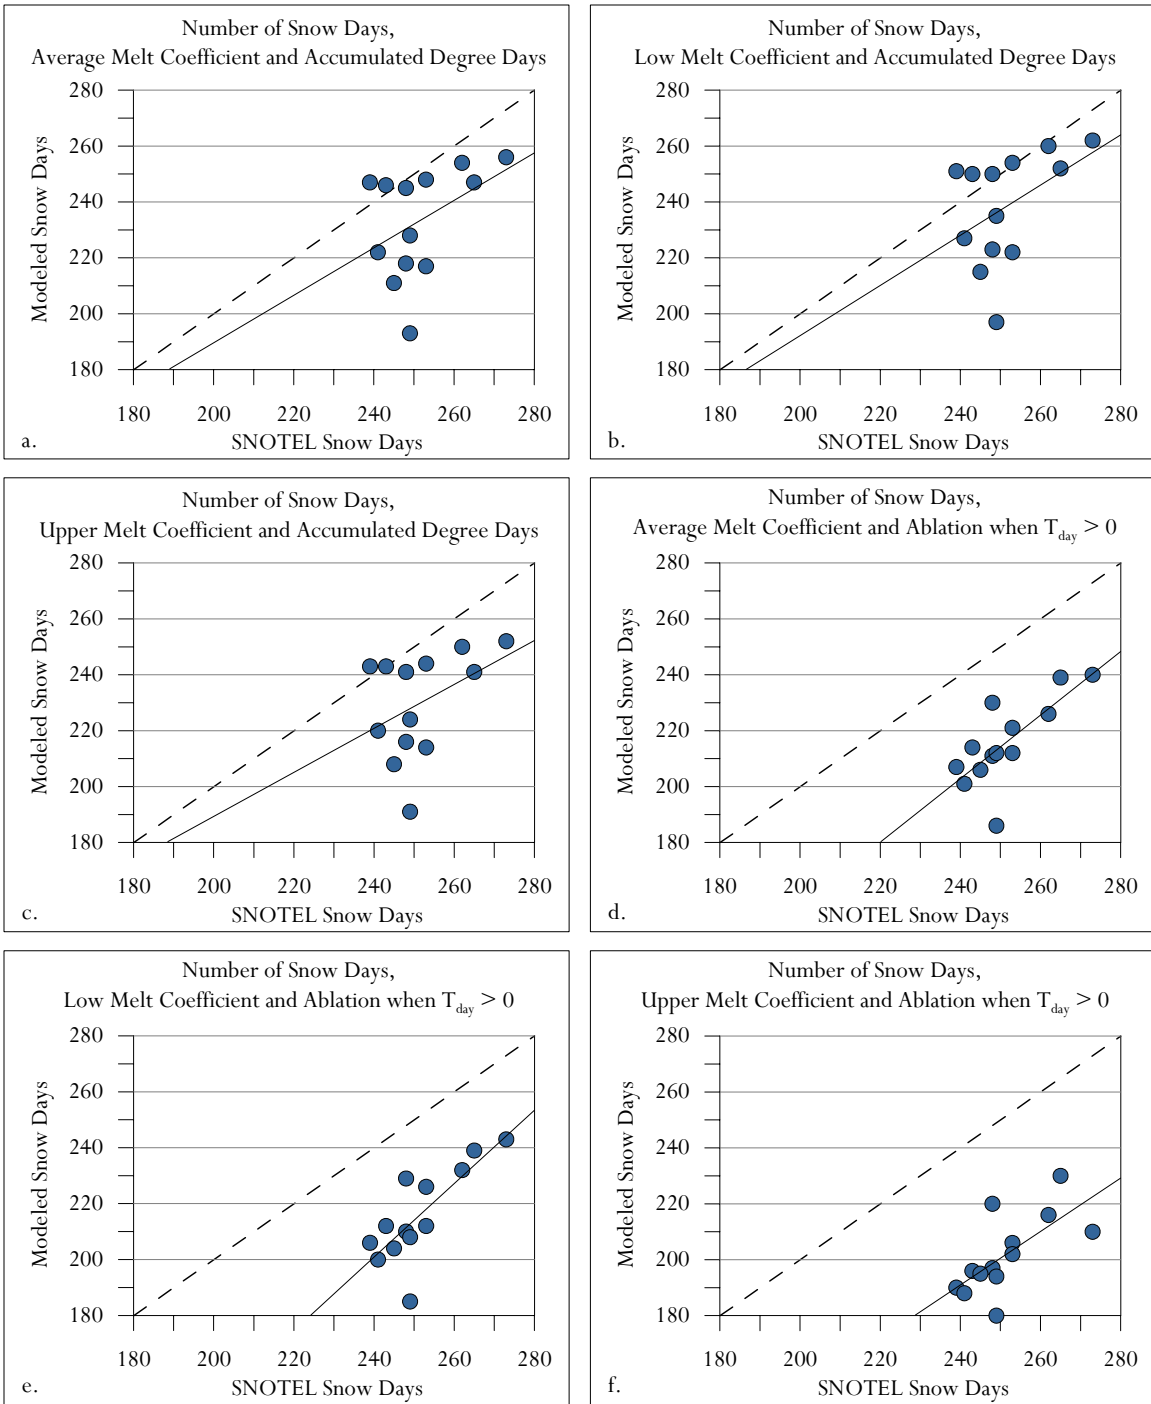 Number of Snow Days,
Average Melt Coefficient and Accumulated Degree Days
280
260
240
220
200
180
Modeled Snow Days
180 200 220 240 260 280
SNOTEL Snow Days
a.
Number of Snow Days,
Low Melt Coefficient and Accumulated Degree Days
280
260
240
220
200
180
Modeled Snow Days
180 200 220 240 260 280
SNOTEL Snow Days
b.
Number of Snow Days,
Upper Melt Coefficient and Accumulated Degree Days
280
260
240
220
200
180
Modeled Snow Days
180 200 220 240 260 280
SNOTEL Snow Days
c.
Number of Snow Days,
Average Melt Coefficient and Ablation when Tday > 0
280
260
240
220
200
180
Modeled Snow Days
180 200 220 240 260 280
SNOTEL Snow Days
d.
Number of Snow Days,
Low Melt Coefficient and Ablation when Tday > 0
280
260
240
220
200
180
Modeled Snow Days
180 200 220 240 260 280
SNOTEL Snow Days
e.
Number of Snow Days,
Upper Melt Coefficient and Ablation when Tday > 0
280
260
240
220
200
180
Modeled Snow Days
180 200 220 240 260 280
SNOTEL Snow Days
f.